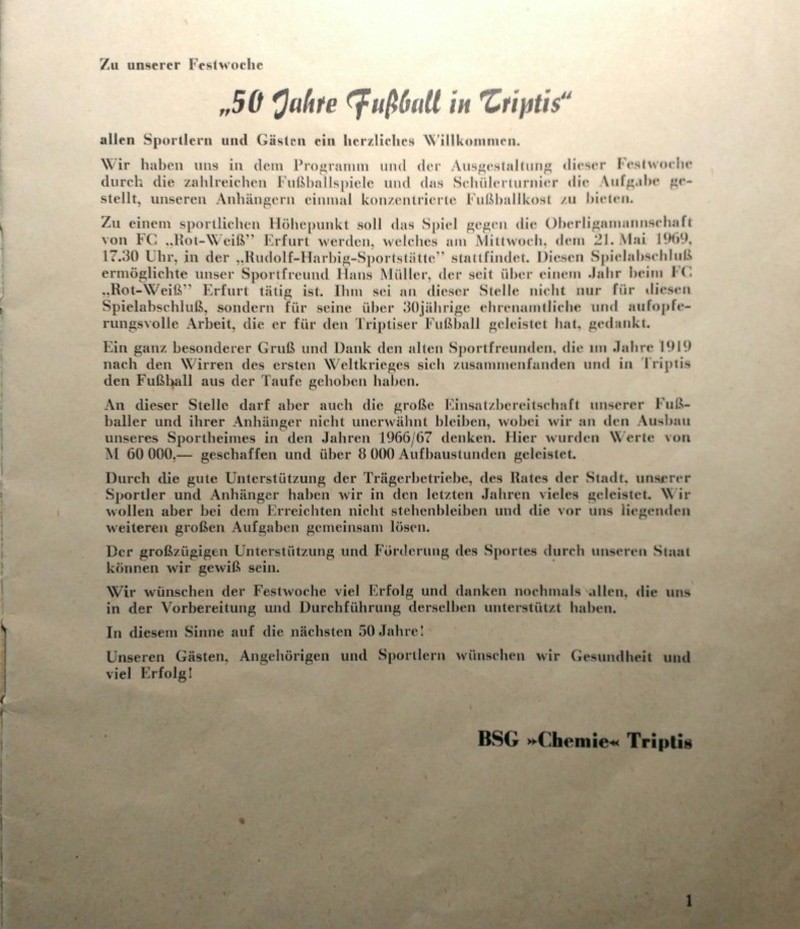 Zu unserer Festwoche
„50 Jahre Fußball in Triptis“
allen Sportlern und Gästen ein herzliches Willkommen.
Wir haben uns in dem Programm und der Ausgestaltung dieser Festwoche
durch die zahlreichen Fußballspiele und das Schülerturnier die Aufgabe ge-
stellt, unseren Anhängern einmal konzentrierte Fußballkost zu bieten.
Zu einem sportlichen Höhepunkt soll das Spiel gegen die Oberligamannschaft
von FC „Rot-Weiß” Erfurt werden, welches am Mittwoch, dem 21. Mai 1969,
17.30 Uhr, in der „Rudolf-Harbig-Sportstätte” stattfindet. Diesen Spielabschluß
ermöglichte unser Sportfreund Hans Müller, der seit über einem Jahr beim FC
„Rot-Weiß” Erfurt tätig ist. Ihm sei an dieser Stelle nicht nur für diesen
Spielabschluß, sondern für seine über 30jährige ehrenamtliche und aufopfe-
rungsvolle Arbeit, die er für den Triptiser Fußball geleistet hat, gedankt.
Ein ganz besonderer Gruß und Dank den alten Sportfreunden, die im Jahre 1919
nach den Wirren des ersten Weltkrieges sich zusammenfanden und in Triptis
den Fußball aus der Taufe gehoben haben.
An dieser Stelle darf aber auch die große Einsatzbereitschaft unserer Fuß-
baller und ihrer Anhänger nicht unerwähnt bleiben, wobei wir an den Ausbau
unseres Sportheimes in den Jahren 1966/67 denken. Hier wurden Werte von
M 60 000,— geschaffen und über 8 000 Aufbaustunden geleistet.
Durch die gute Unterstützung der Trägerbetriebe, des Rates der Stadt, unserer
Sportler und Anhänger haben wir in den letzten Jahren vieles geleistet. Wir
wollen aber bei dem Erreichten nicht stehenbleiben und die vor uns liegenden
weiteren großen Aufgaben gemeinsam lösen.
Der großzügigen Unterstützung und Förderung des Sportes durch unseren Staat
können wir gewiß sein.
Wir wünschen der Festwoche viel Erfolg und danken nochmals allen, die uns
in der Vorbereitung und Durchführung derselben unterstützt haben.
In diesem Sinne auf die nächsten 50 Jahre!
Unseren Gästen, Angehörigen und Sportlern wünschen wir Gesundheit und
viel Erfolg!
BSG »Chemie« Triptis
1